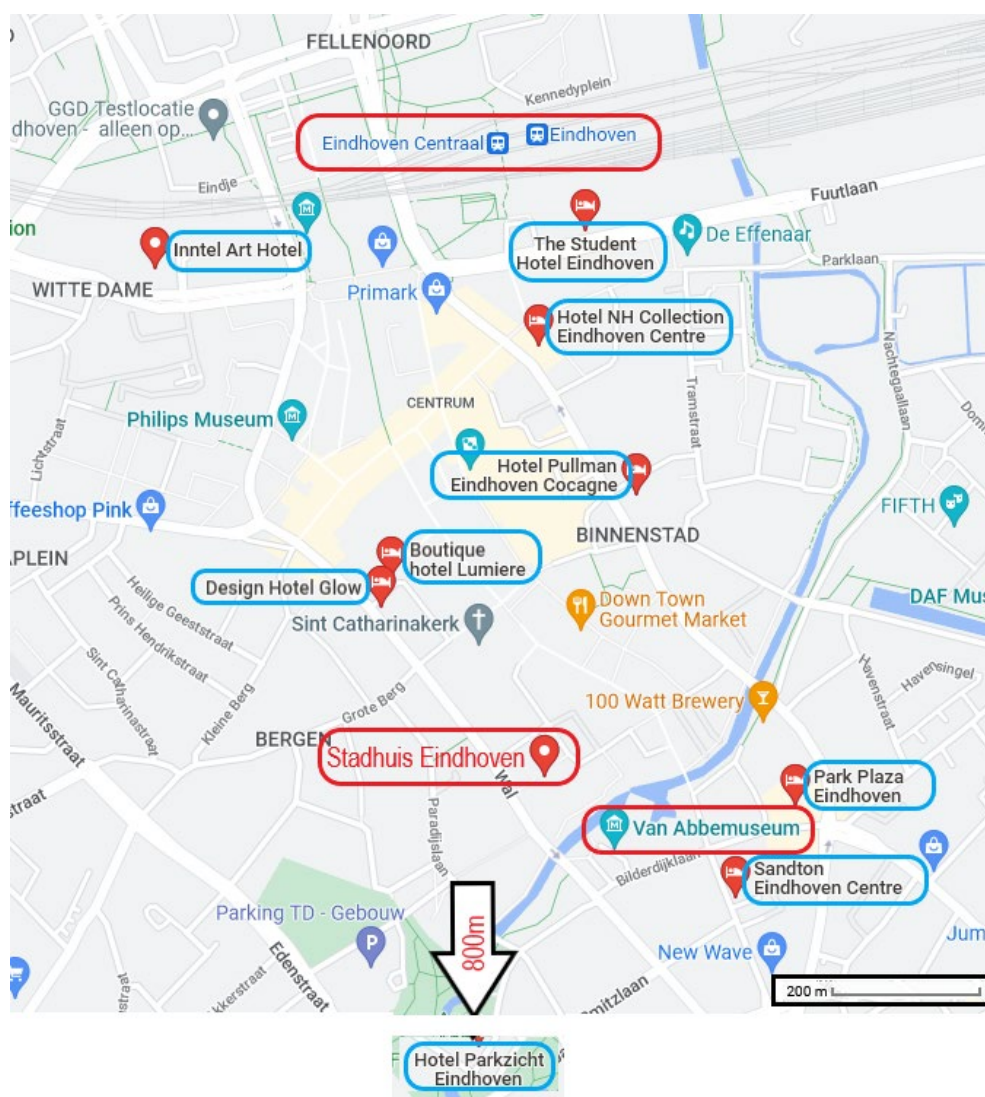 FELLENOORD
Kennedyplein
GGD Testlocatie
dhoven - alleen op...
Eindhoven Centraal
Eindhoven
Eindje
Fuutlaan
ion
Inntel Art Hotel
The Student
Hotel Eindhoven
De Effenaar
Parklaan
WITTE DAME
Primark
Hotel NH Collection
Eindhoven Centre
Nachtegaallaan
Tramstraat
CENTRUM
Philips Museum
Lichtstraat
Domi
Hotel Pullman
Eindhoven Cocagne
ffeeshop Pink
FIFTH
BINNENSTAD
APLEIN
Boutique
hotel Lumiere
Design Hotel Glow
Heilige Geeststraat
Prins Hendrikstraat
Sint Catharinastraat
Down Town
Gourmet Market
DAF Mus
Sint Catharinakerk
Mauritsstraat
Kleine Berg
Grote Berg
Havensingel
Havenstraat
100 Watt Brewery
BERGEN
Stadhuis Eindhoven
Wal
Park Plaza
Eindhoven
straat
Paradijslaan
Van Abbemuseum
Bilderdijklaan
Sandton
Eindhoven Centre
Parking TD - Gebouw
P
800m
Edenstraat
New Wave
Jum
kkerstraat
smitzlaan
200 m
Hotel Parkzicht
Eindhoven